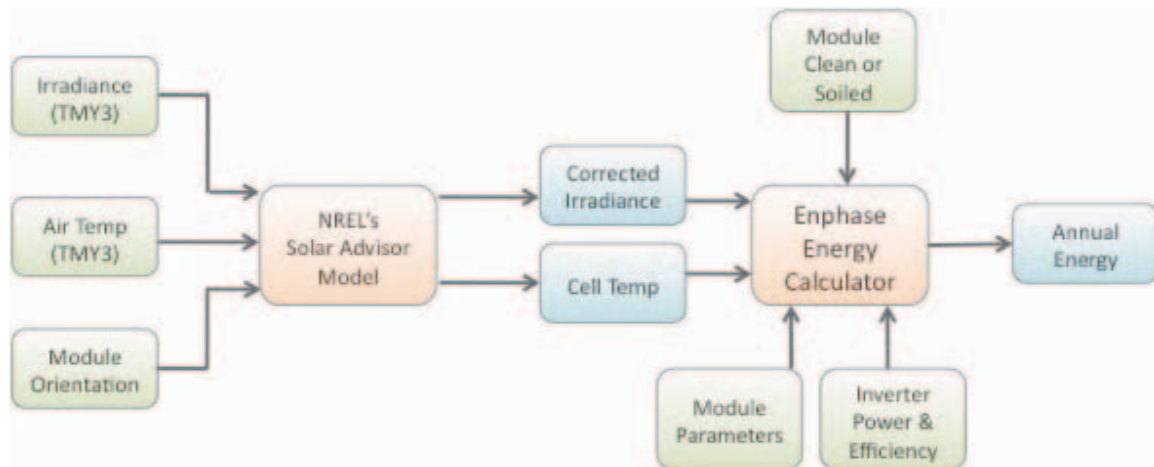 Irradiance
(TMY3)
Air Temp
(TMY3)
Module
Orientation
NREL's
Solar Advisor
Model
Corrected
Irradiance
Cell Temp
Module
Clean or
Soiled
Enphase
Energy
Calculator
Module
Parameters
Inverter
Power &
Efficiency
Annual
Energy